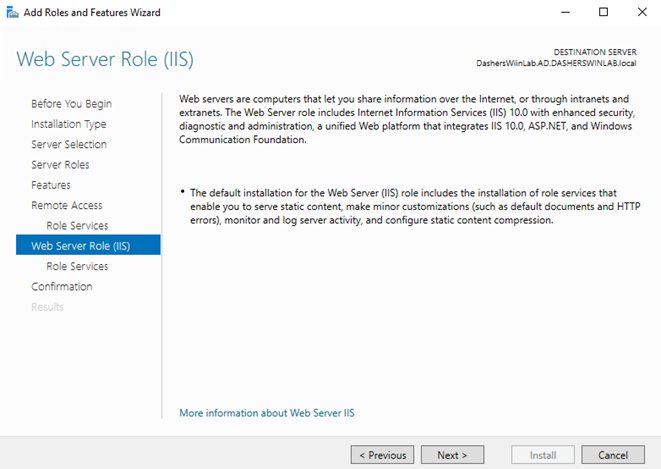 Add Roles and Features Wizard
Web Server Role (IIS)
DESTINATION SERVER
DashersWiinLab.AD.DASHERSWINLAB.local
Before You Begin
Installation Type
Server Selection
Server Roles
Features
Remote Access
Role Services
Web Server Role (IIS)
Role Services
Confirmation
Results
Web servers are computers that let you share information over the Internet, or through intranets and
extranets. The Web Server role includes Internet Information Services (IIS) 10.0 with enhanced security,
diagnostic and administration, a unified Web platform that integrates IIS 10.0, ASP.NET, and Windows
Communication Foundation.
• The default installation for the Web Server (IIS) role includes the installation of role services that
enable you to serve static content, make minor customizations (such as default documents and HTTP
errors), monitor and log server activity, and configure static content compression.
More information about Web Server IIS
< Previous
Next >
Install
Cancel